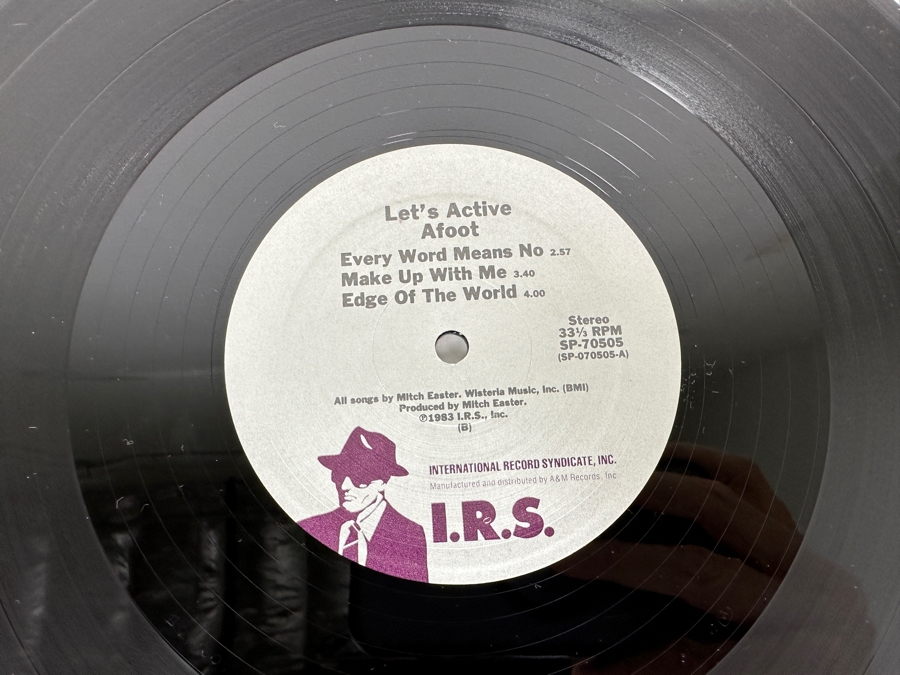 Let's Active
Afoot
Every Word Means No 2.57
Make Up With Me 3.40
Edge Of The World 4.00
Stereo
33⅓ RPM
SP-70505
(SP-070505-A)
All songs by Mitch Easter. Wisteria Music, Inc. (BMI)
Produced by Mitch Easter.
℗1983 I.R.S., Inc.
(B)
INTERNATIONAL RECORD SYNDICATE, INC.
Manufactured and distributed by A&M Records, Inc
I.R.S.